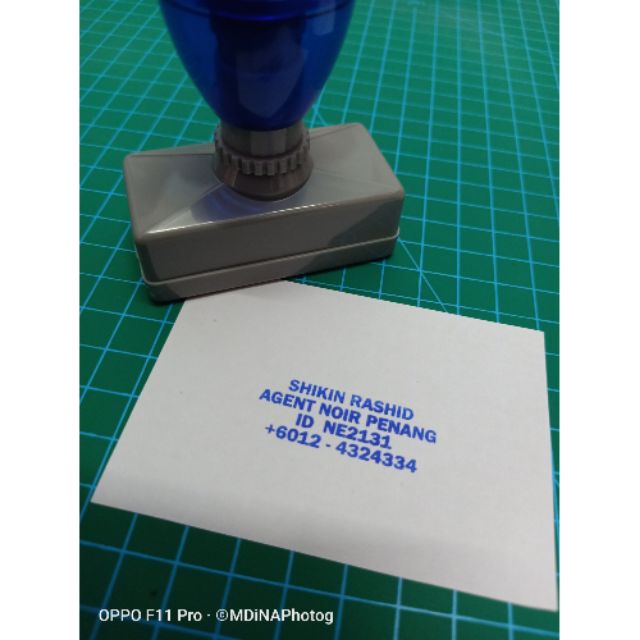 SHIKIN RASHID
AGENT NOIR PENANG
ID NE2131
+6012 - 4324334
OPPO F11 Pro · ©MDiNAPhotog